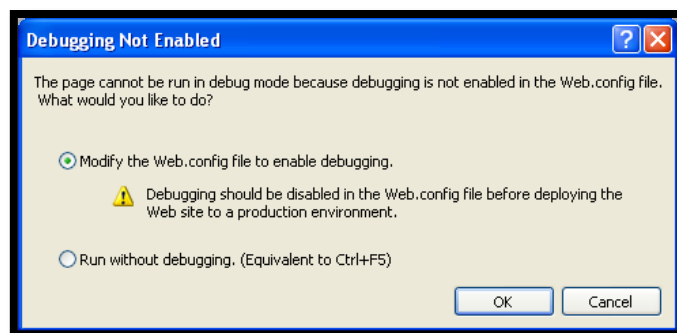 Debugging Not Enabled
The page cannot be run in debug mode because debugging is not enabled in the Web.config file.
What would you like to do?
Modify the Web.config file to enable debugging.
Debugging should be disabled in the Web.config file before deploying the
Web site to a production environment.
Run without debugging. (Equivalent to Ctrl+F5)
OK Cancel